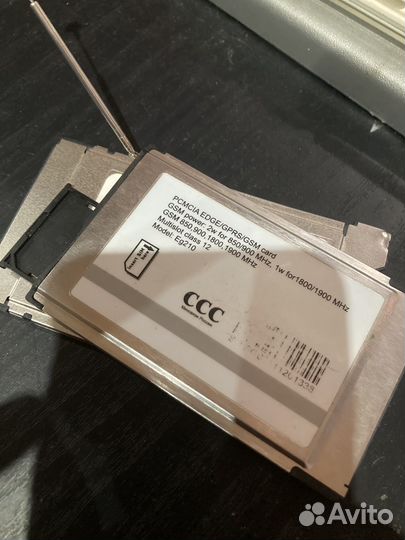 PCMCIA EDGE/GPRS/GSM card
GSM power: 2w for 850/900 MHz, 1w for1800/1900 MHz
GSM 850,900,1800,1900 MHz
Multislot class 12
Model: Eg210
CCC
11201338
Avito